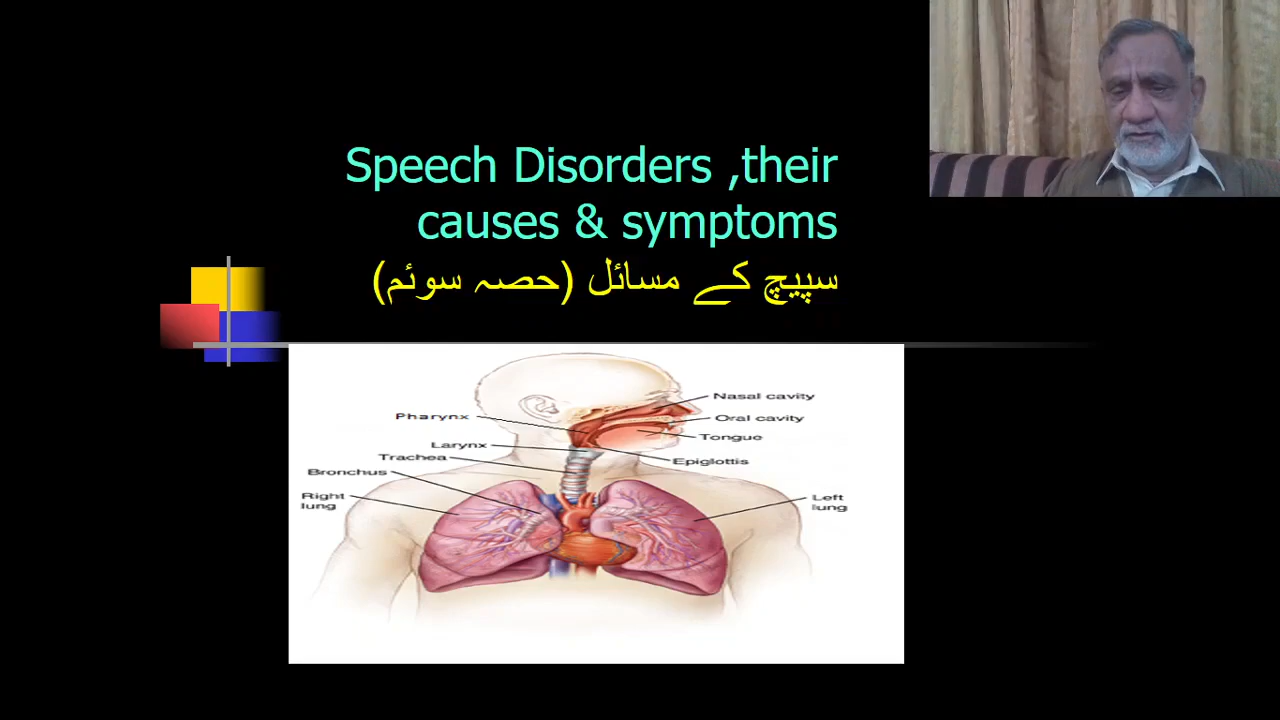 Speech Disorders ,their
causes & symptoms
سپیچ کے مسائل (حصہ سوئم)
Nasal cavity
Pharynx
Oral cavity
Tongue
Larynx
Trachea
Epiglottis
Bronchus
Right
lung
Left
lung